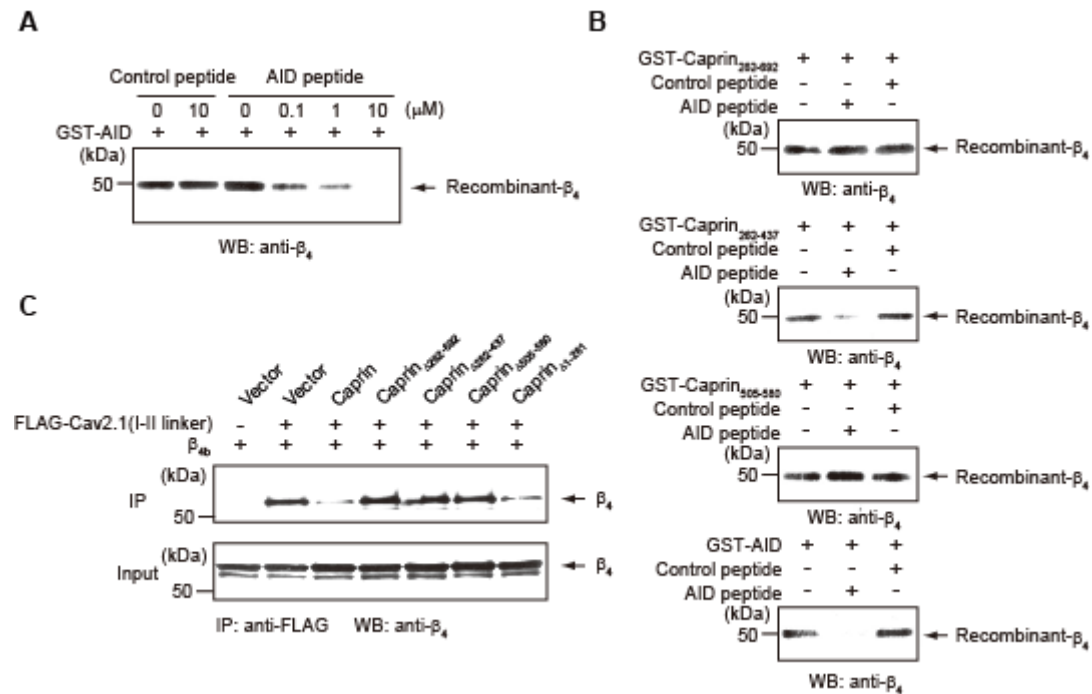 A
Control peptide AID peptide
0 10 0 0.1 1 10 (μM)
GST-AID + + + + + +
(kDa)
50
Recombinant-β4
WB: anti-β4
B
GST-Caprin262-692 + + +
Control peptide - - +
AID peptide - + -
(kDa)
50
Recombinant-β4
WB: anti-β4
GST-Caprin262-437 + + +
Control peptide - - +
AID peptide - + -
(kDa)
50
Recombinant-β4
WB: anti-β4
GST-Caprin505-580 + + +
Control peptide - - +
AID peptide - + -
(kDa)
50
Recombinant-β4
WB: anti-β4
GST-AID + + +
Control peptide - - +
AID peptide - + -
(kDa)
50
Recombinant-β4
WB: anti-β4
C
Vector Vector Caprin CaprinΔ262-692 CaprinΔ262-437 CaprinΔ505-580 CaprinΔ1-261
FLAG-Cav2.1(I-II linker) - + + + + + +
β4b + + + + + + +
(kDa)
IP
50
β4
(kDa)
Input
50
β4
IP: anti-FLAG WB: anti-β4